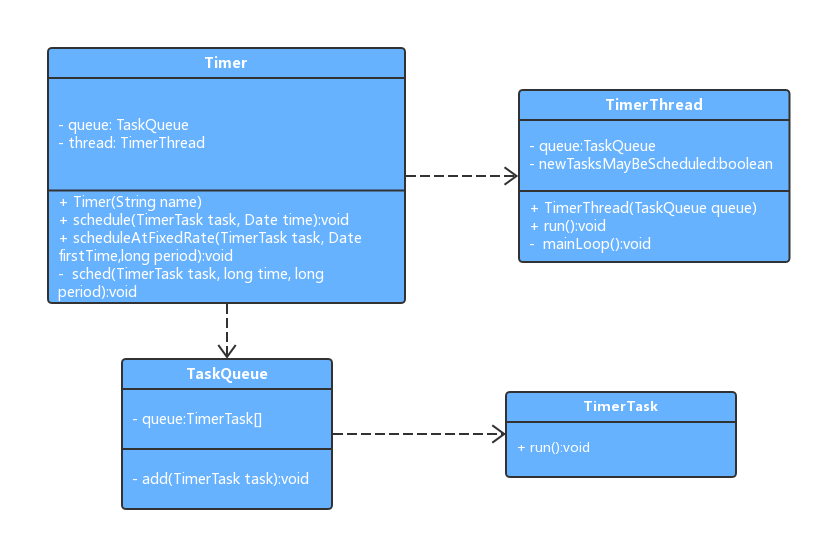 Timer
- queue: TaskQueue
- thread: TimerThread
+ Timer(String name)
+ schedule(TimerTask task, Date time):void
+ scheduleAtFixedRate(TimerTask task, Date
firstTime,long period):void
-  sched(TimerTask task, long time, long
period):void
TimerThread
- queue:TaskQueue
- newTasksMayBeScheduled:boolean
+ TimerThread(TaskQueue queue)
+ run():void
-  mainLoop():void
TaskQueue
- queue:TimerTask[]
- add(TimerTask task):void
TimerTask
+ run():void